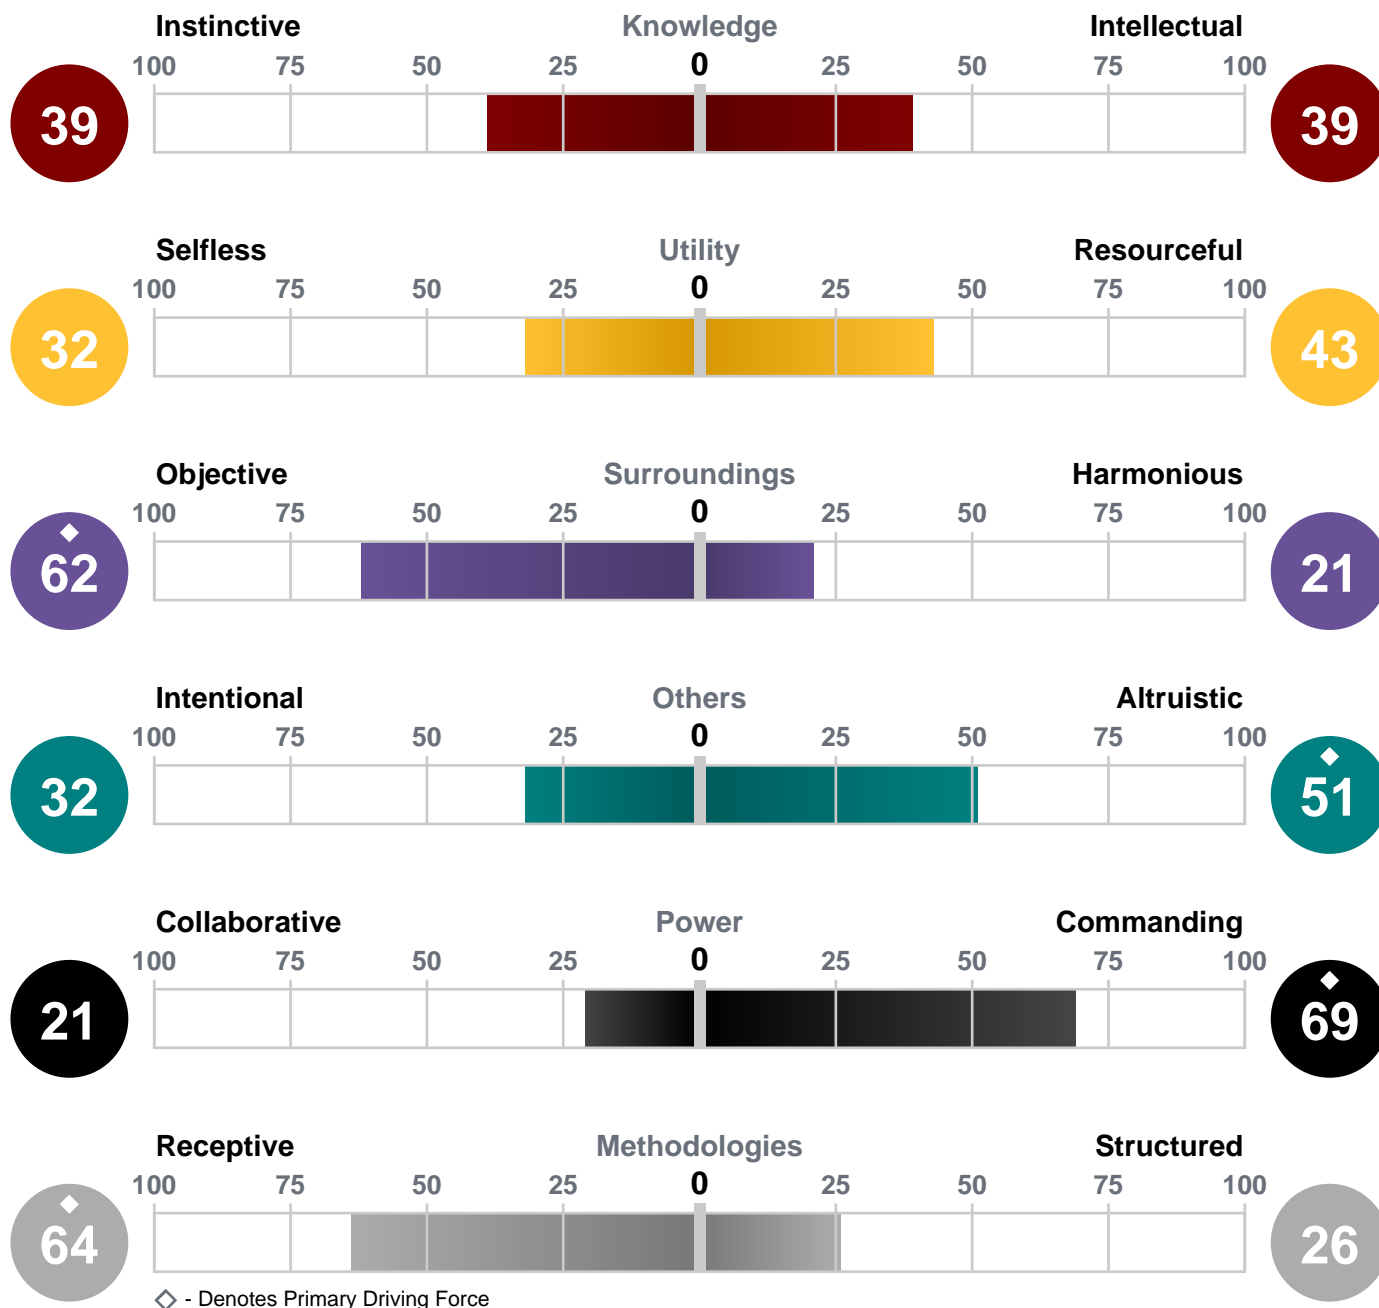 Instinctive Knowledge Intellectual
100 75 50 25 0 25 50 75 100
39 39
Selfless Utility Resourceful
100 75 50 25 0 25 50 75 100
32 43
Objective Surroundings Harmonious
100 75 50 25 0 25 50 75 100
62 21
Intentional Others Altruistic
100 75 50 25 0 25 50 75 100
32 51
Collaborative Power Commanding
100 75 50 25 0 25 50 75 100
21 69
Receptive Methodologies Structured
100 75 50 25 0 25 50 75 100
64 26
- Denotes Primary Driving Force